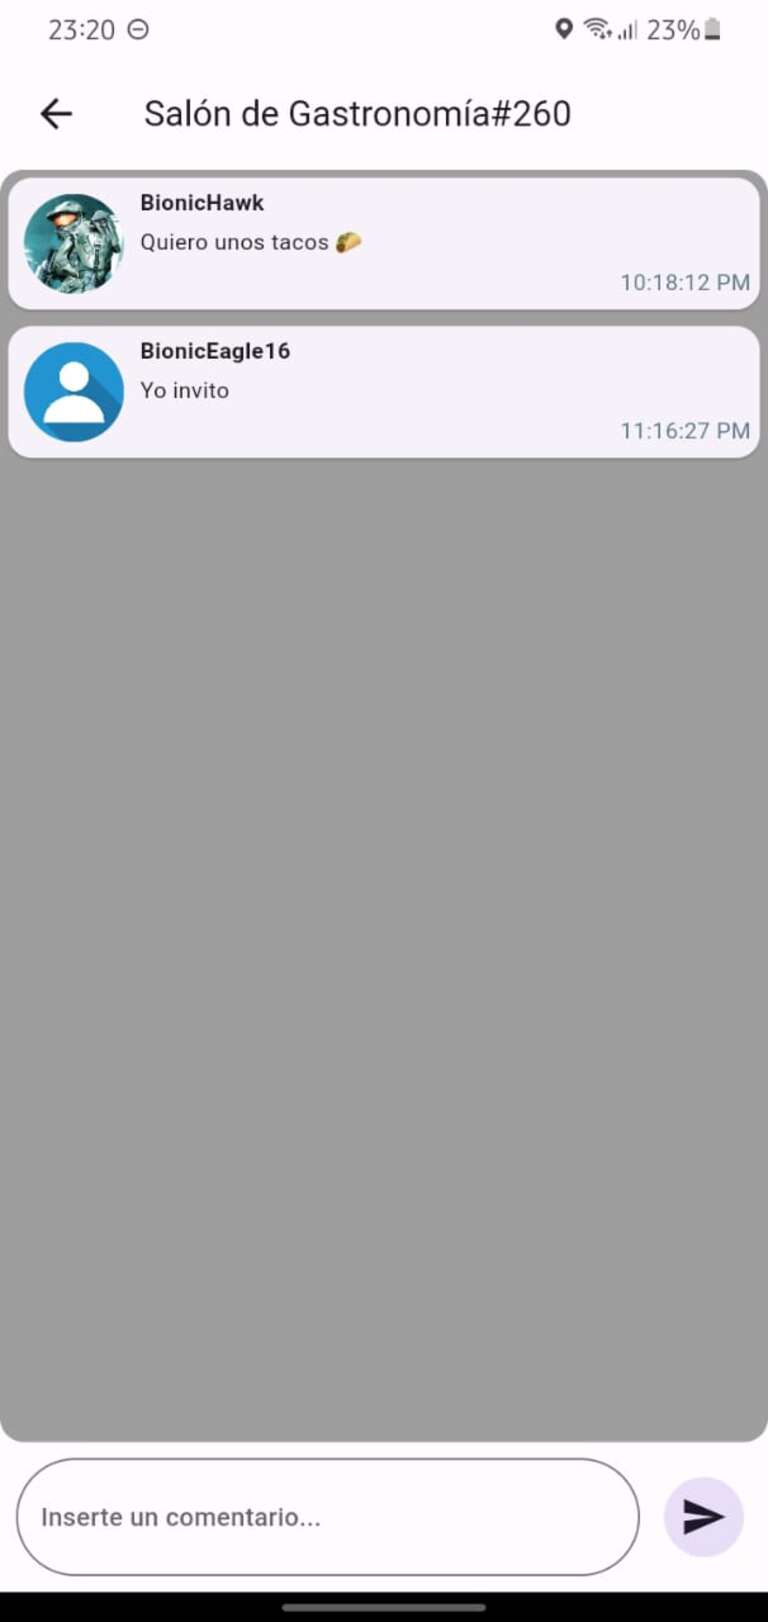 23:20 23%
Salón de Gastronomía#260
BionicHawk
Quiero unos tacos 🌮
10:18:12 PM
BionicEagle16
Yo invito
11:16:27 PM
Inserte un comentario...